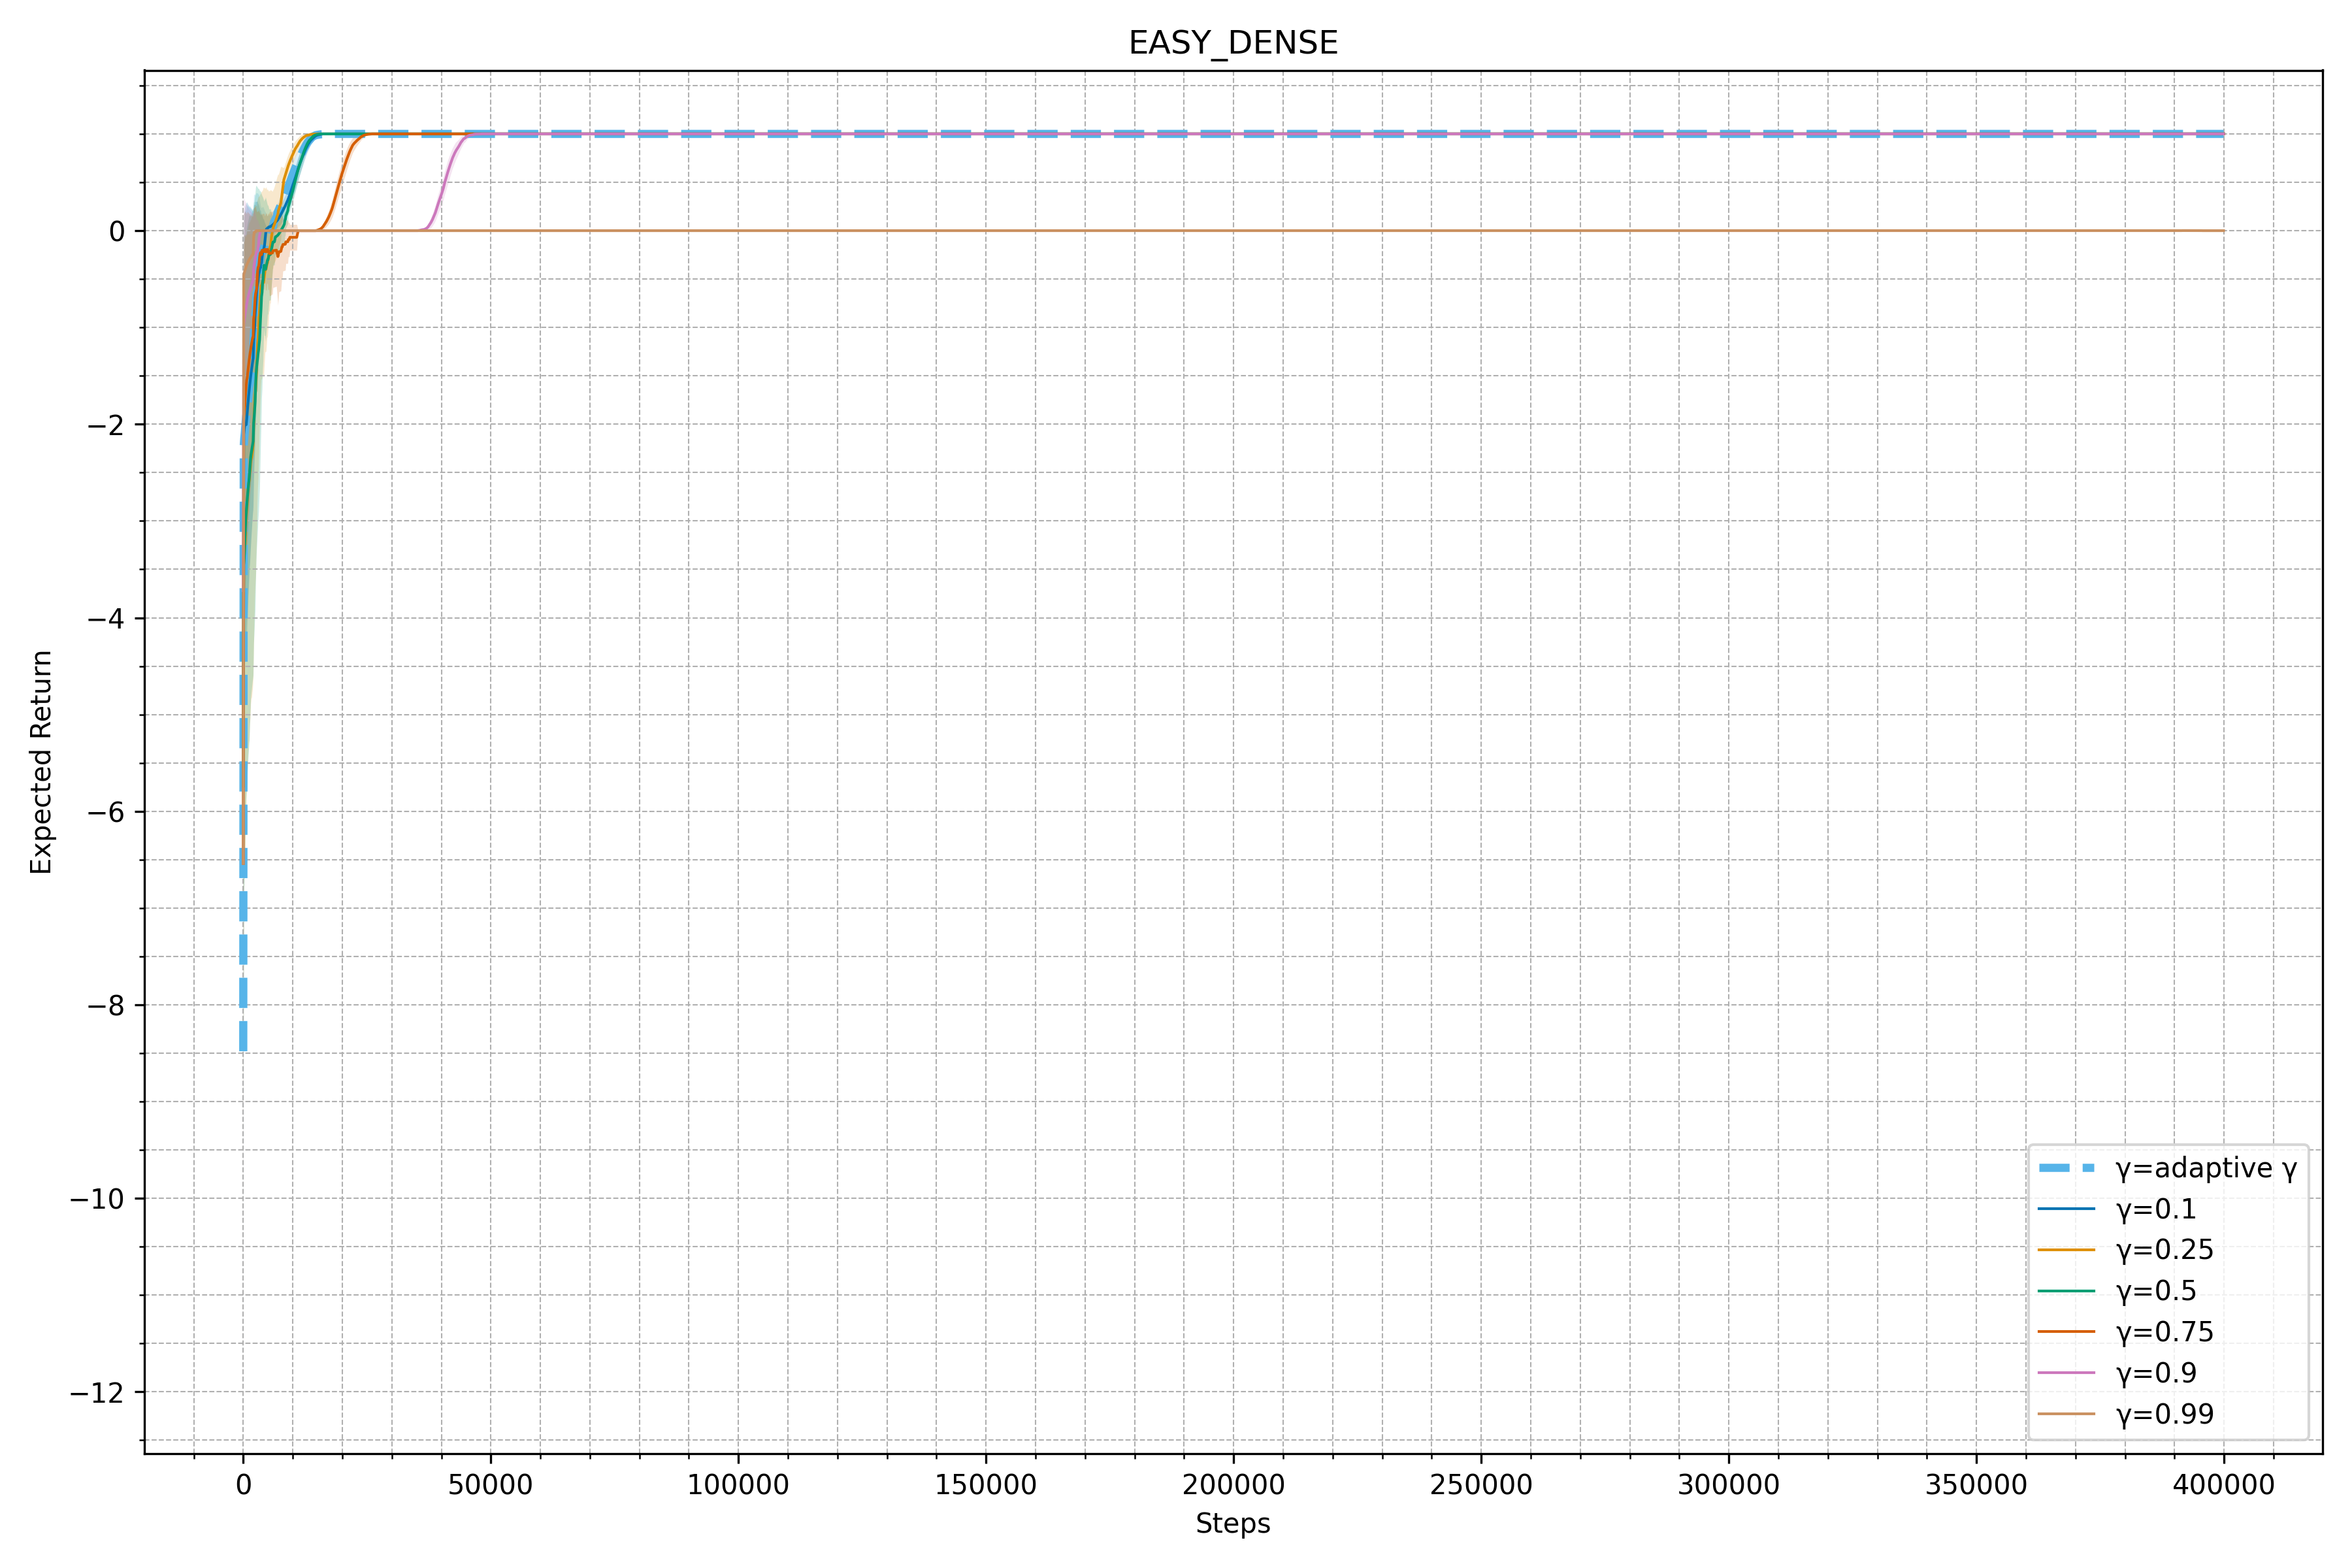 EASY_DENSE
Expected Return
0
−2
−4
−6
−8
−10
−12
0
50000
100000
150000
200000
250000
300000
350000
400000
Steps
γ=adaptive γ
γ=0.1
γ=0.25
γ=0.5
γ=0.75
γ=0.9
γ=0.99